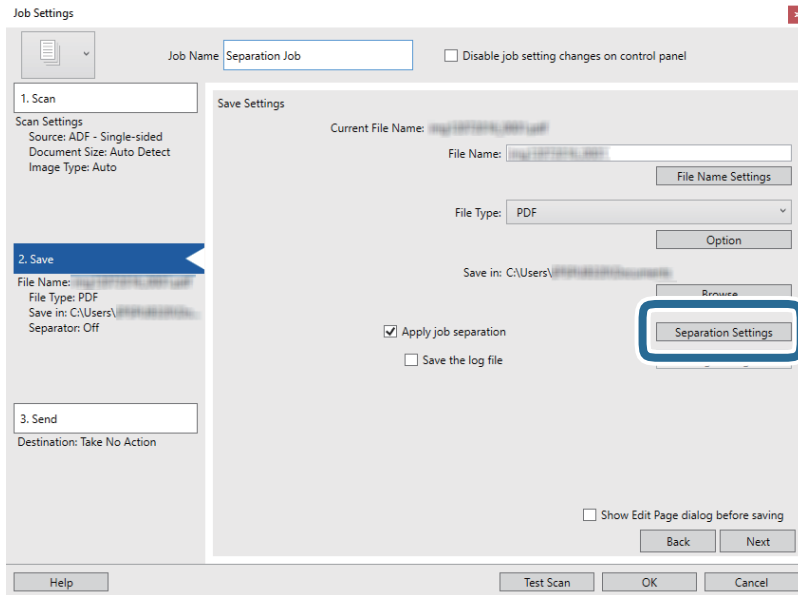 Job Settings
Job Name Separation Job
Disable job setting changes on control panel
1. Scan
Scan Settings
Source: ADF - Single-sided
Document Size: Auto Detect
Image Type: Auto
2. Save
File Name:
File Type: PDF
Save in: C:\Users\
Separator: Off
3. Send
Destination: Take No Action
Save Settings
Current File Name:
File Name:
File Name Settings
File Type: PDF
Option
Save in: C:\Users\
Browse
Apply job separation
Separation Settings
Save the log file
Show Edit Page dialog before saving
Back Next
Help Test Scan OK Cancel